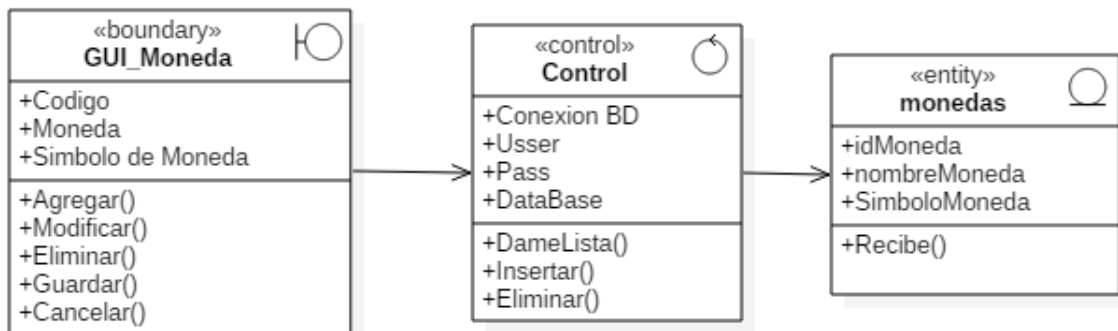 «boundary»
GUI_Moneda
+Codigo
+Moneda
+Simbolo de Moneda
+Agregar()
+Modificar()
+Eliminar()
+Guardar()
+Cancelar()
«control»
Control
+Conexion BD
+Usser
+Pass
+DataBase
+DameLista()
+Insertar()
+Eliminar()
«entity»
monedas
+idMoneda
+nombreMoneda
+SimboloMoneda
+Recibe()